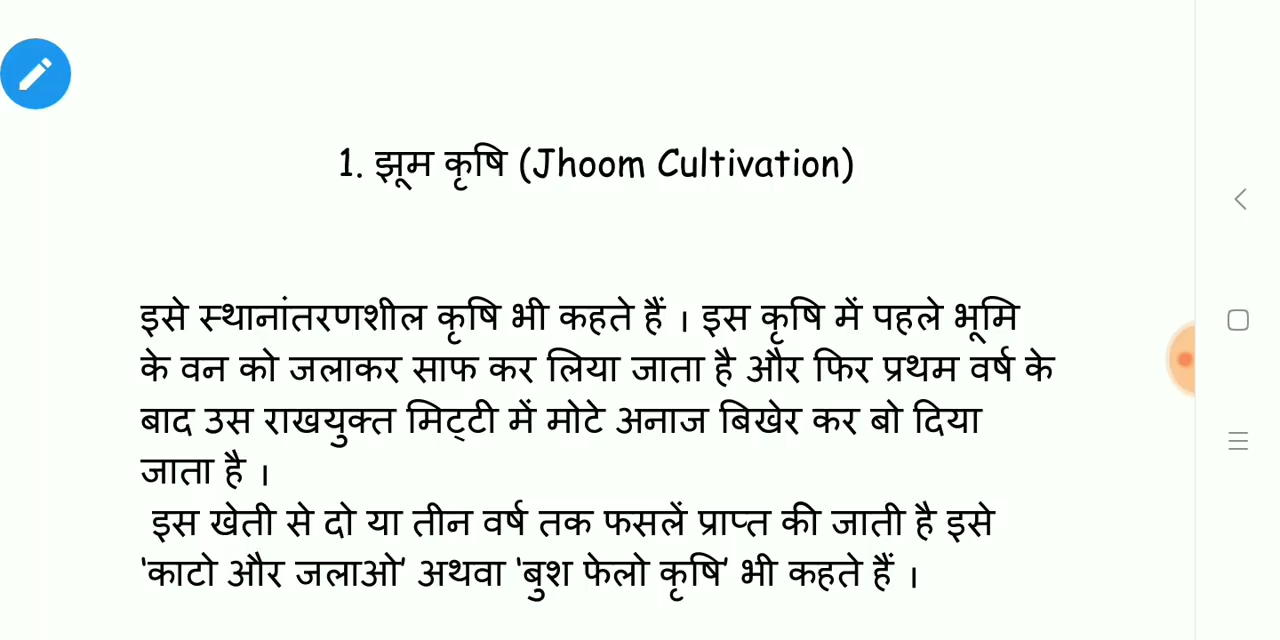 1. झूम कृषि (Jhoom Cultivation)
इसे स्थानांतरणशील कृषि भी कहते हैं । इस कृषि में पहले भूमि
के वन को जलाकर साफ कर लिया जाता है और फिर प्रथम वर्ष के
बाद उस राखयुक्त मिट्टी में मोटे अनाज बिखेर कर बो दिया
जाता है ।
इस खेती से दो या तीन वर्ष तक फसलें प्राप्त की जाती है इसे
'काटो और जलाओ' अथवा 'बुश फेलो कृषि' भी कहते हैं ।